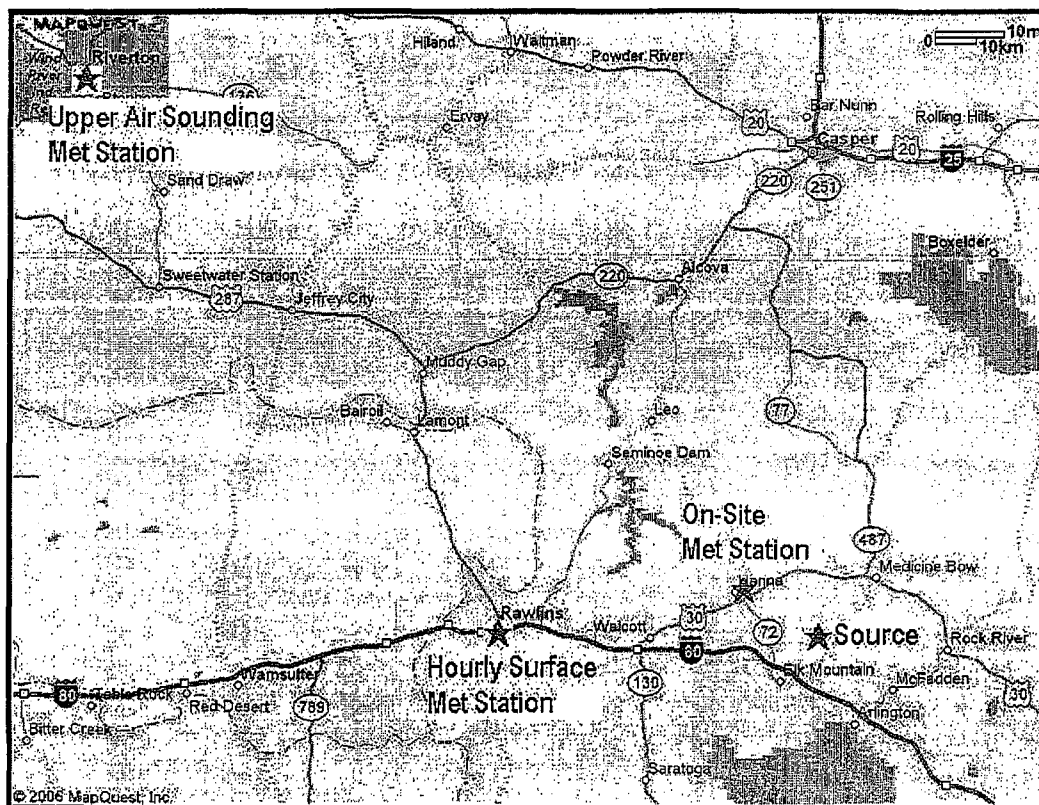 MAPQUEST
Wind
River
Riverton
Upper Air Sounding
Met Station
Sand Draw
Sweetwater Station
287
Jeffrey City
Hiland
Waltman
Powder River
Ervay
20
Bar Nunn
Casper
20
25
Rolling Hills
10mi
0
10km
220
251
220
Alcova
Boxelder
Muddy Gap
Bairoil
Lamont
Leo
77
Seminoe Dam
On-Site
Met Station
487
Hanna
Medicine Bow
Rawlins
Walcott
30
72
Source
80
Rock River
Hourly Surface
Met Station
Elk Mountain
McFadden
30
130
Arlington
80
Table Rock
Wamsutter
Red Desert
789
Bitter Creek
Saratoga
© 2006 MapQuest, Inc.